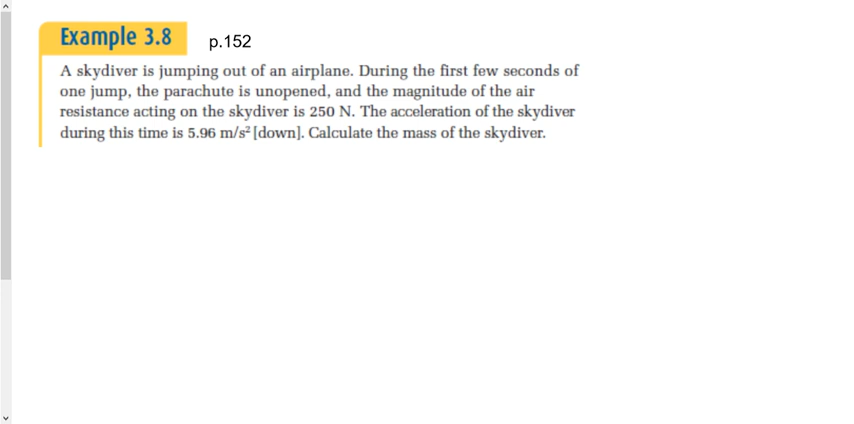 Example 3.8 p.152
A skydiver is jumping out of an airplane. During the first few seconds of
one jump, the parachute is unopened, and the magnitude of the air
resistance acting on the skydiver is 250 N. The acceleration of the skydiver
during this time is 5.96 m/s² [down]. Calculate the mass of the skydiver.